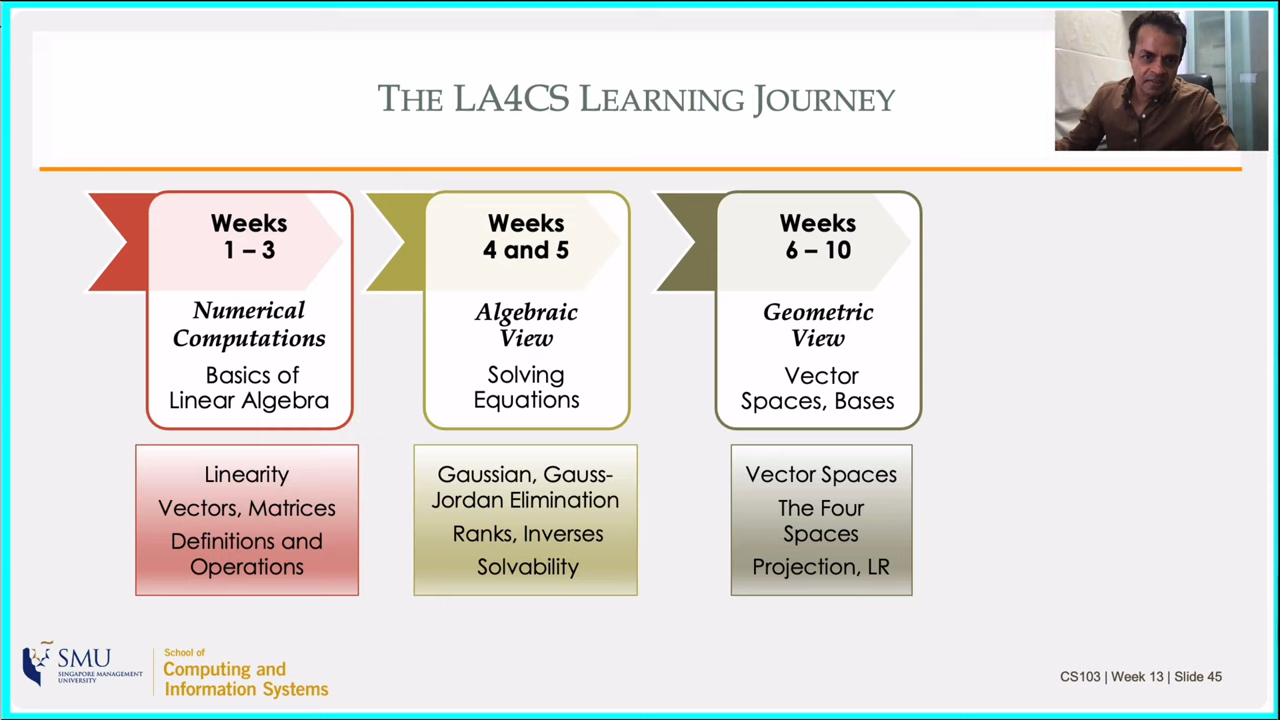 THE LA4CS LEARNING JOURNEY
Weeks
1 – 3
Numerical
Computations
Basics of
Linear Algebra
Linearity
Vectors, Matrices
Definitions and
Operations
Weeks
4 and 5
Algebraic
View
Solving
Equations
Gaussian, Gauss-
Jordan Elimination
Ranks, Inverses
Solvability
Weeks
6 – 10
Geometric
View
Vector
Spaces, Bases
Vector Spaces
The Four
Spaces
Projection, LR
SMU
SINGAPORE MANAGEMENT
UNIVERSITY
School of
Computing and
Information Systems
CS103 | Week 13 | Slide 45